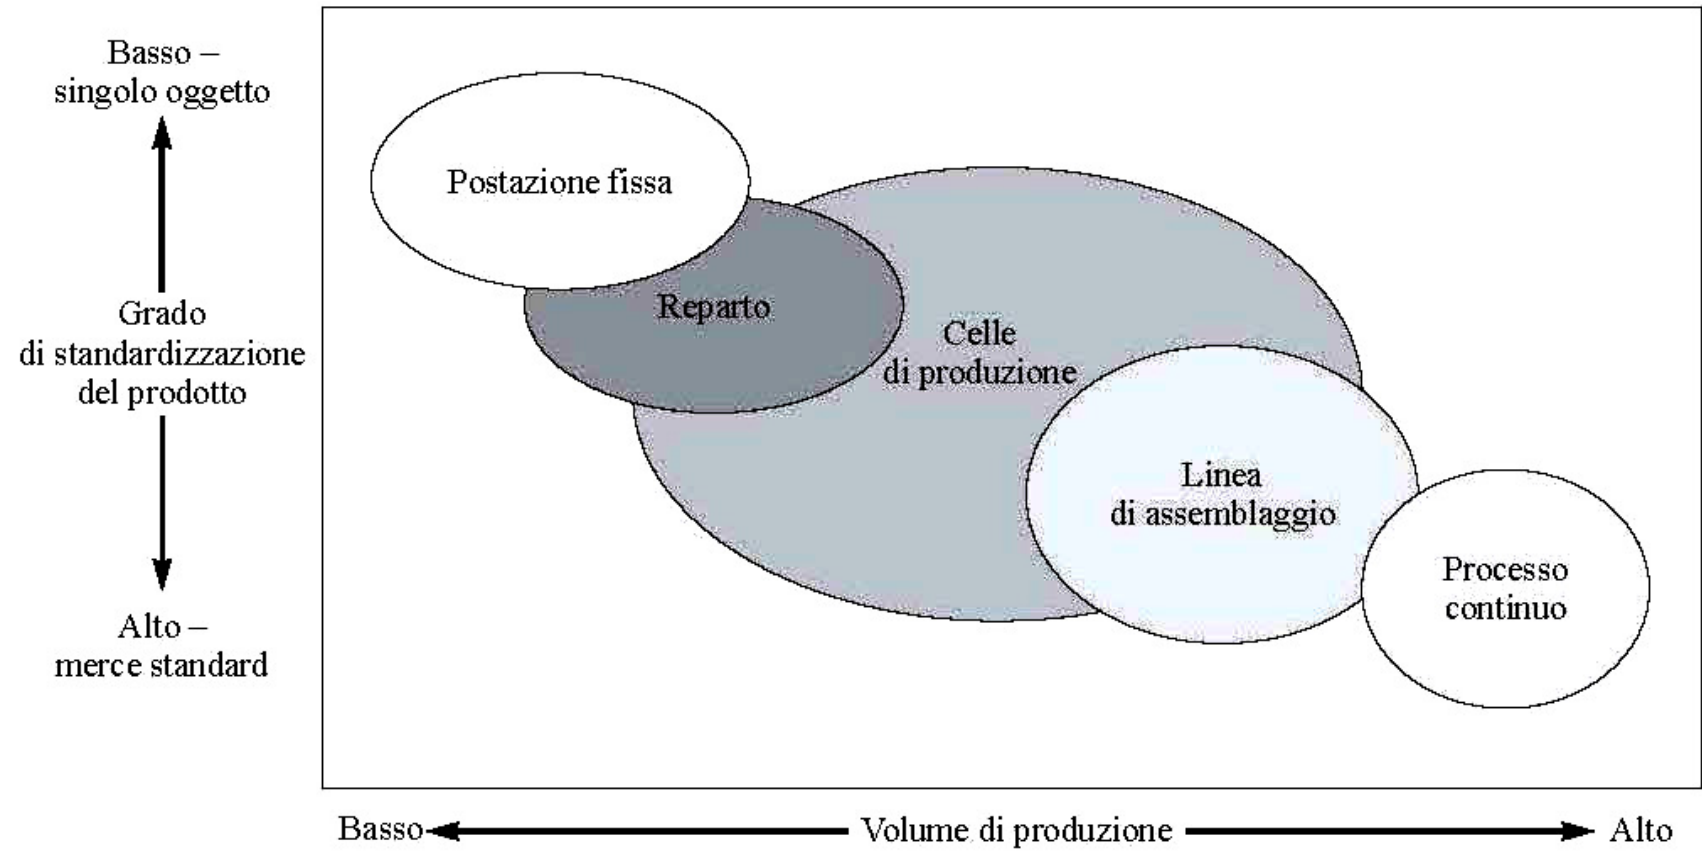 Basso –
singolo oggetto
Grado
di standardizzazione
del prodotto
Alto –
merce standard
Postazione fissa
Reparto
Celle
di produzione
Linea
di assemblaggio
Processo
continuo
Basso
Volume di produzione
Alto